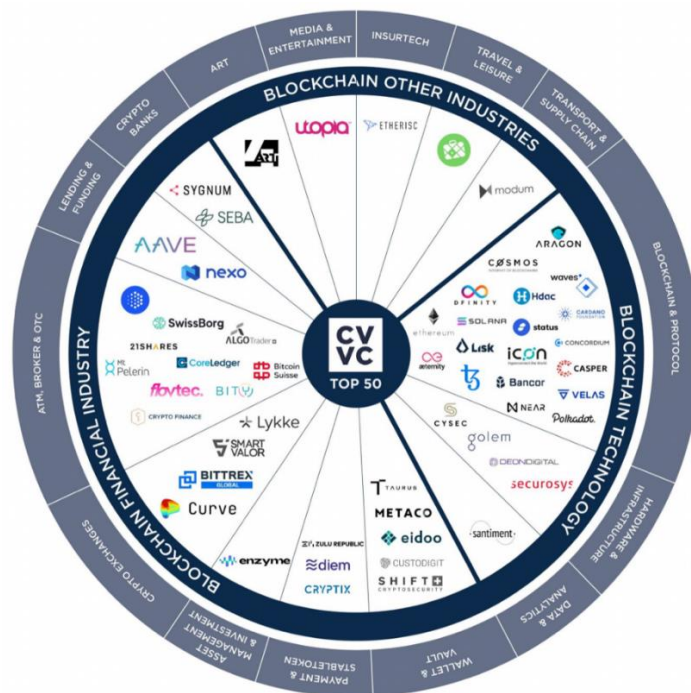 MEDIA &
ENTERTAINMENT
INSURTECH
TRAVEL &
LEISURE
TRANSPORT &
SUPPLY CHAIN
BLOCKCHAIN & PROTOCOL
HARDWARE &
INFRASTRUCTURE
DATA &
ANALYTICS
WALLET &
VAULT
PAYMENT &
STABLETOKEN
ASSET
MANAGEMENT
& INVESTMENT
CRYPTO EXCHANGES
ATM, BROKER & OTC
LENDING &
FUNDING
CRYPTO
BANKS
ART
BLOCKCHAIN OTHER INDUSTRIES
BLOCKCHAIN TECHNOLOGY
BLOCKCHAIN FINANCIAL INDUSTRY
CV
VC
TOP 50
utopia
ETHERISC
modum
ARAGON
COSMOS
waves
DFINITY
Hdac
CARDANO
FOUNDATION
ethereum
SOLANA
status
CONCORDIUM
æternity
LISK
ICON
CASPER
Bancor
VELAS
NEAR
Polkadot.
CYSEC
golem
DEONDIGITAL
securosys
santiment
TAURUS
METACO
eidoo
CUSTODIGIT
SHIFT
CRYPTOSECURITY
ZULU REPUBLIC
diem
CRYPTIX
enzyme
Lykke
SMART
VALOR
BITTREX
GLOBAL
Curve
SwissBorg
ALGOTrader
21SHARES
ME
Pelerin
CoreLedger
Bitcoin
Suisse
flovtec.
BITY
CRYPTO FINANCE
AAVE
nexo
SYGNUM
SEBA